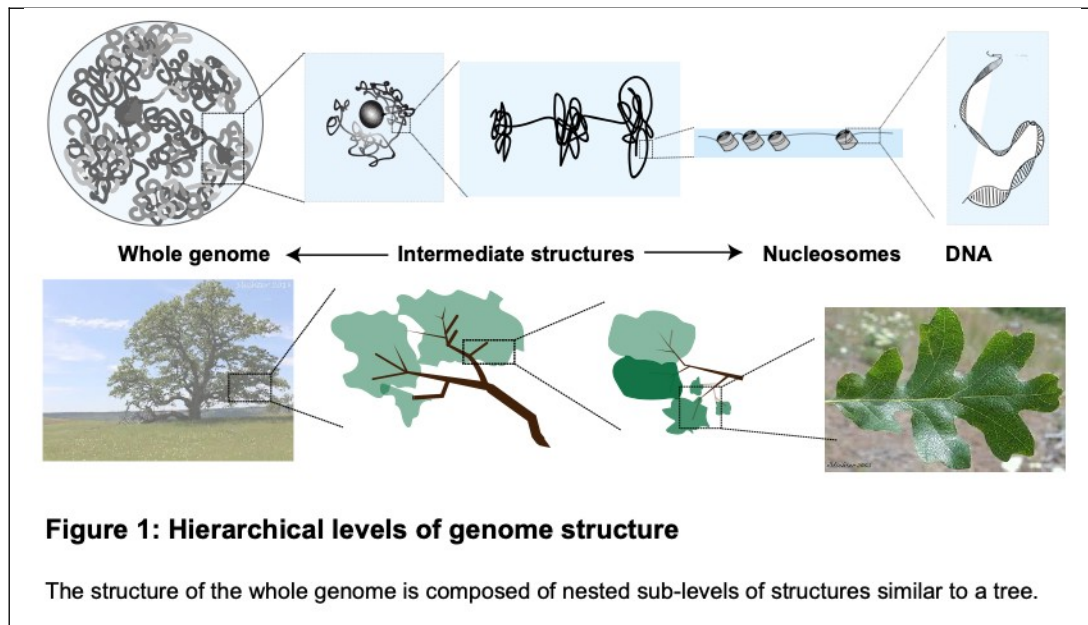 Whole genome
Intermediate structures
Nucleosomes
DNA
Figure 1: Hierarchical levels of genome structure
The structure of the whole genome is composed of nested sub-levels of structures similar to a tree.